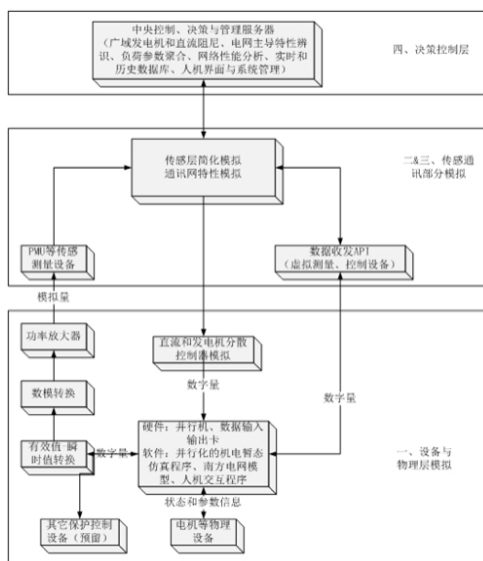 中央控制、决策与管理服务器
（广域发电机和直流阻尼、电网主导特性辨
识、负荷参数聚合、网络性能分析、实时和
历史数据库、人机界面与系统管理）
四、决策控制层
传感层简化模拟
通讯网特性模拟
二&三、传感通
讯部分模拟
PMU等传感
测量设备
数据收发API
（虚拟测量、控制设备）
模拟量
功率放大器
直流和发电机分散
控制器模拟
数字量
数字量
数模转换
硬件：并行机、数据输入
输出卡
软件：并行化的机电暂态
仿真程序、南方电网模
型、人机交互程序
有效值-瞬
时值转换
数字量
一、设备与
物理层模拟
状态和参数信息
其它保护控制
设备（预留）
电机等物理
设备